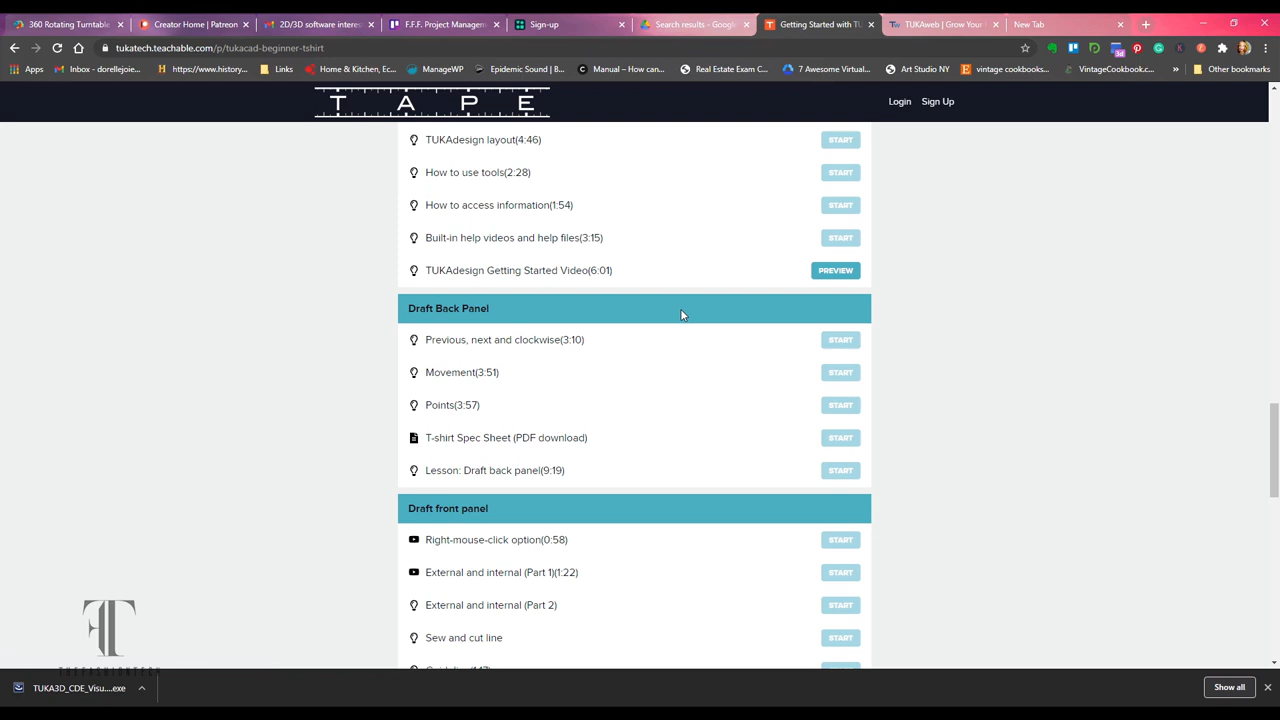 360 Rotating Turntable
Creator Home | Patreon
2D/3D software interes
F.F.F. Project Managem
Sign-up
Search results - Google
Getting Started with TU
TUKAweb | Grow Your
New Tab
tukatech.teachable.com/p/tukacad-beginner-tshirt
Apps
Inbox - dorellejoie...
https://www.history...
Links
Home & Kitchen, Ec...
ManageWP
Epidemic Sound | B...
Manual – How can...
Real Estate Exam C...
7 Awesome Virtual...
Art Studio NY
vintage cookbooks...
VintageCookbook.c...
»
Other bookmarks
TAPE
Login
Sign Up
TUKAdesign layout(4:46) START
How to use tools(2:28) START
How to access information(1:54) START
Built-in help videos and help files(3:15) START
TUKAdesign Getting Started Video(6:01) PREVIEW
Draft Back Panel
Previous, next and clockwise(3:10) START
Movement(3:51) START
Points(3:57) START
T-shirt Spec Sheet (PDF download) START
Lesson: Draft back panel(9:19) START
Draft front panel
Right-mouse-click option(0:58) START
External and internal (Part 1)(1:22) START
External and internal (Part 2) START
Sew and cut line START
THEFASHIONTECH
TUKA3D_CDE_Visu....exe
Show all